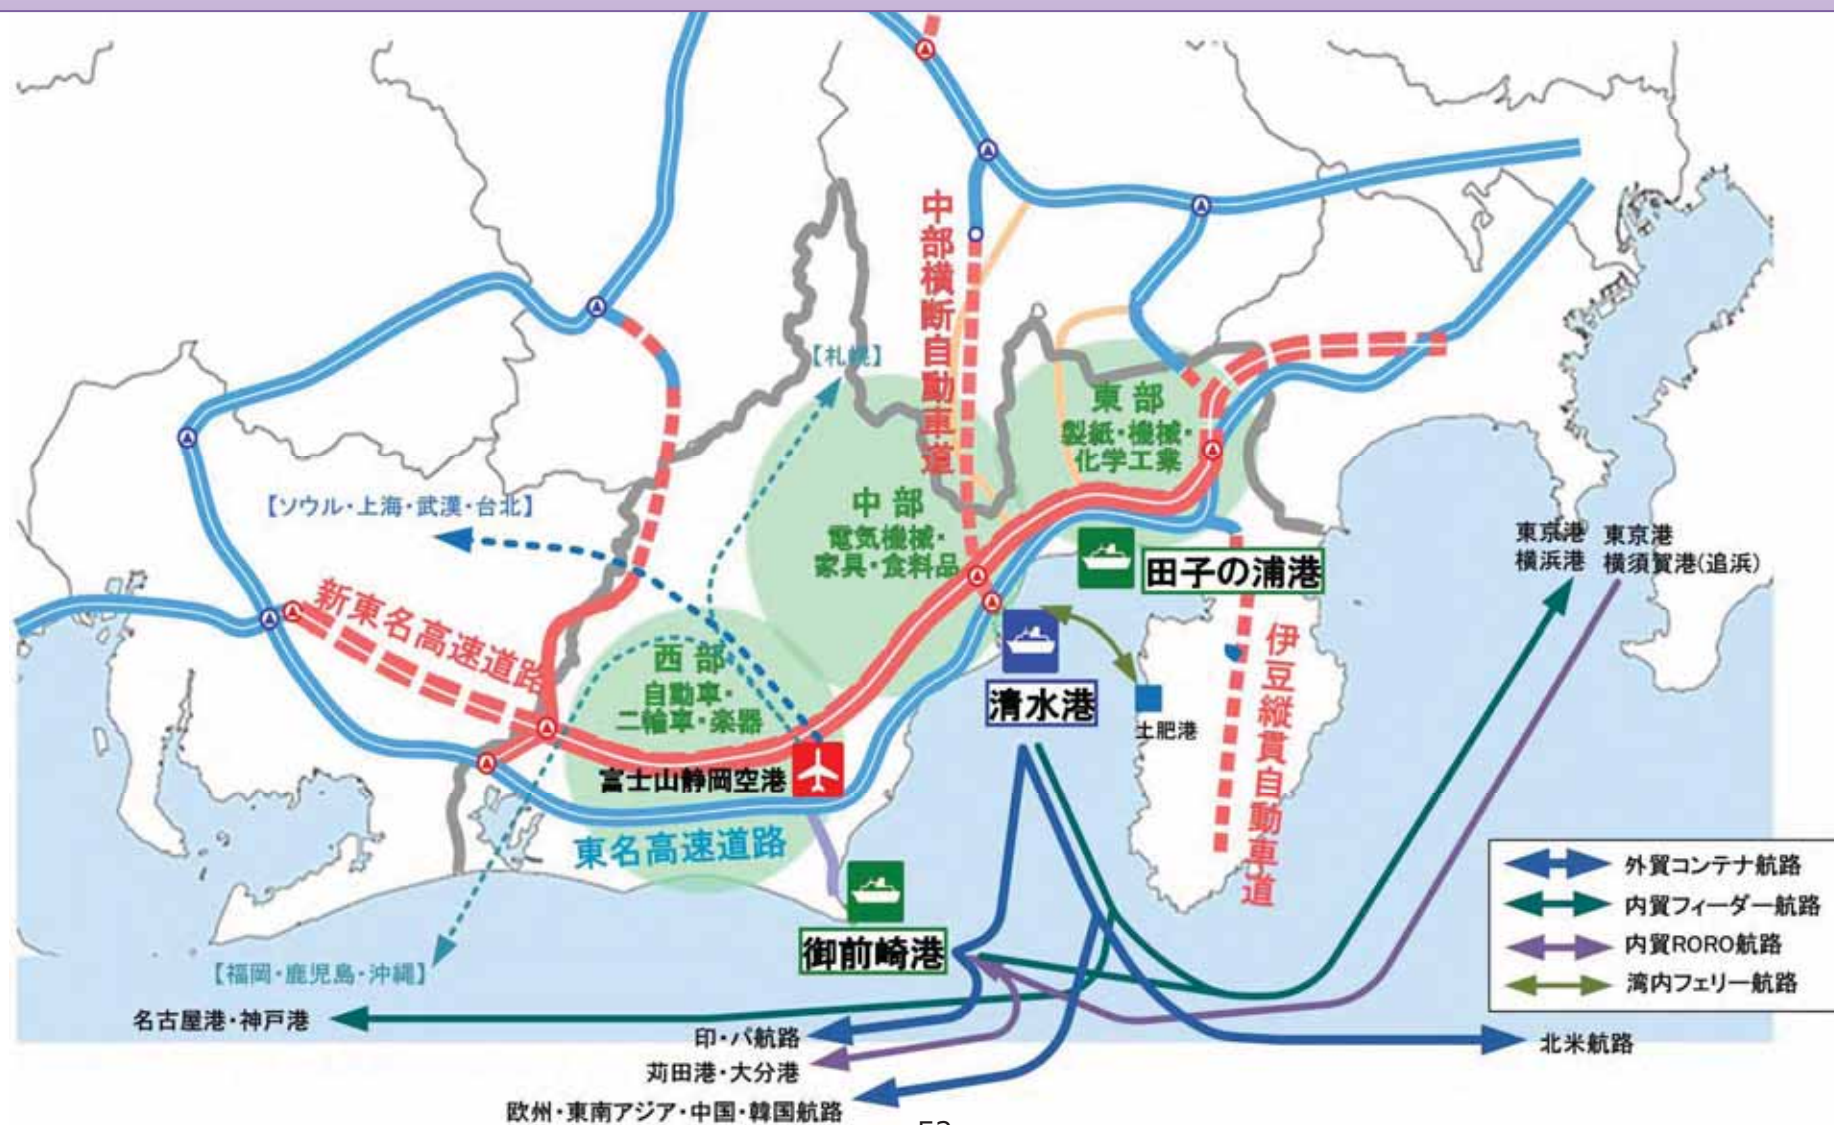 中部横断自動車道
【札幌】
東部
製紙・機械・
化学工業
【ソウル・上海・武漢・台北】
中部
電気機械・
家具・食料品
東京港
横浜港
東京港
横須賀港(追浜)
田子の浦港
新東名高速道路
西部
自動車・
二輪車・楽器
清水港
土肥港
伊豆縦貫自動車道
富士山静岡空港
東名高速道路
御前崎港
外貿コンテナ航路
内貿フィーダー航路
内貿RORO航路
湾内フェリー航路
【福岡・鹿児島・沖縄】
名古屋港・神戸港
印・パ航路
北米航路
苅田港・大分港
欧州・東南アジア・中国・韓国航路